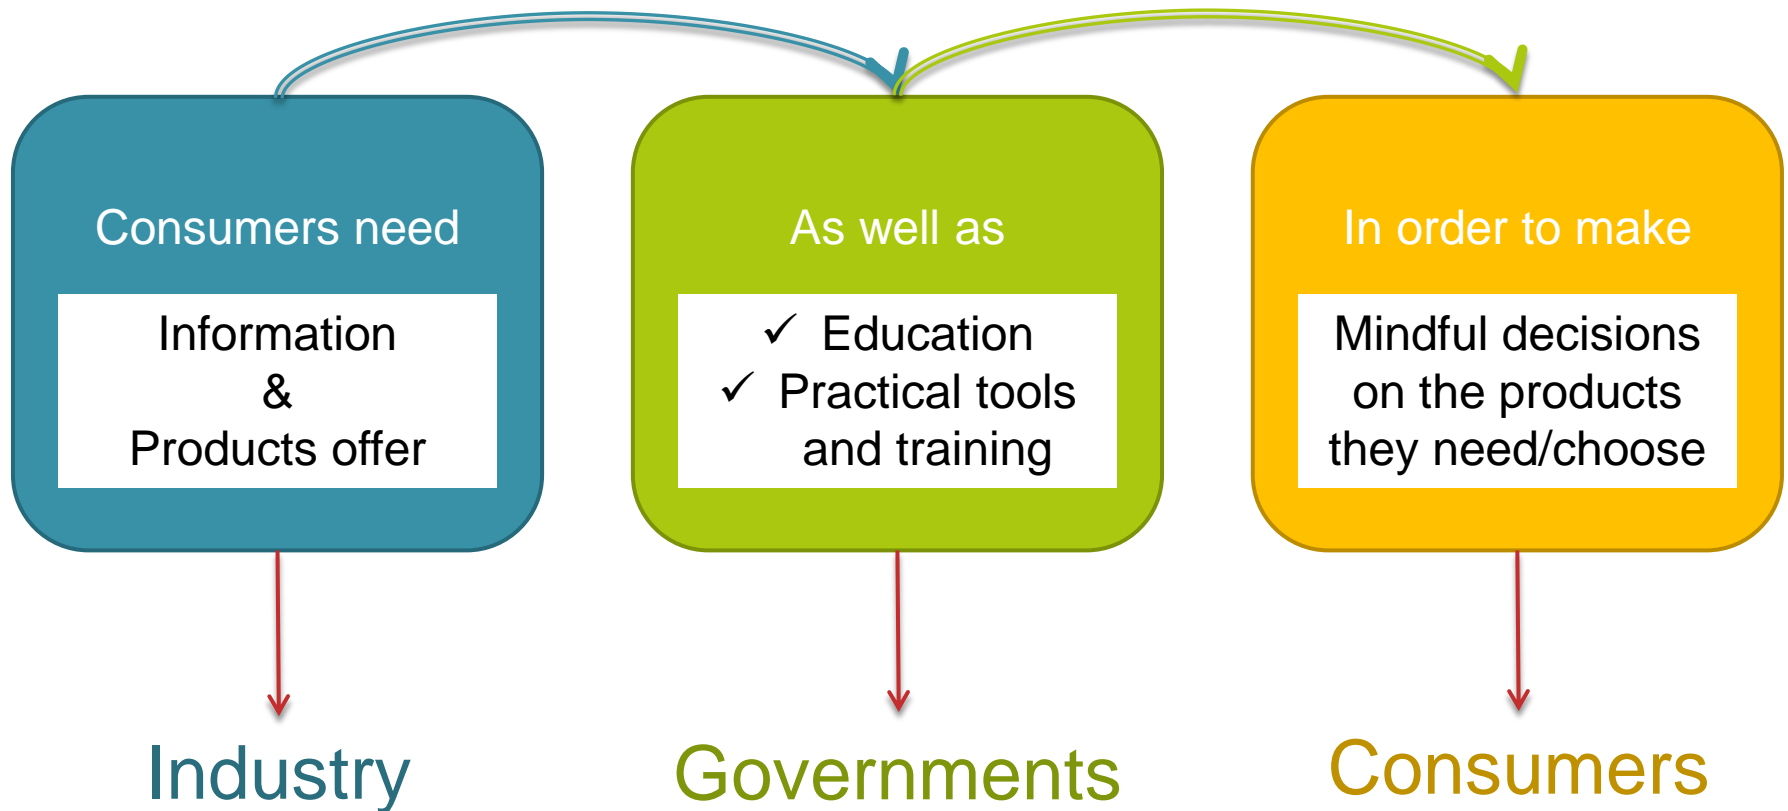 Consumers need
Information
&
Products offer
Industry
As well as
✓ Education
✓ Practical tools
and training
Governments
In order to make
Mindful decisions
on the products
they need/choose
Consumers